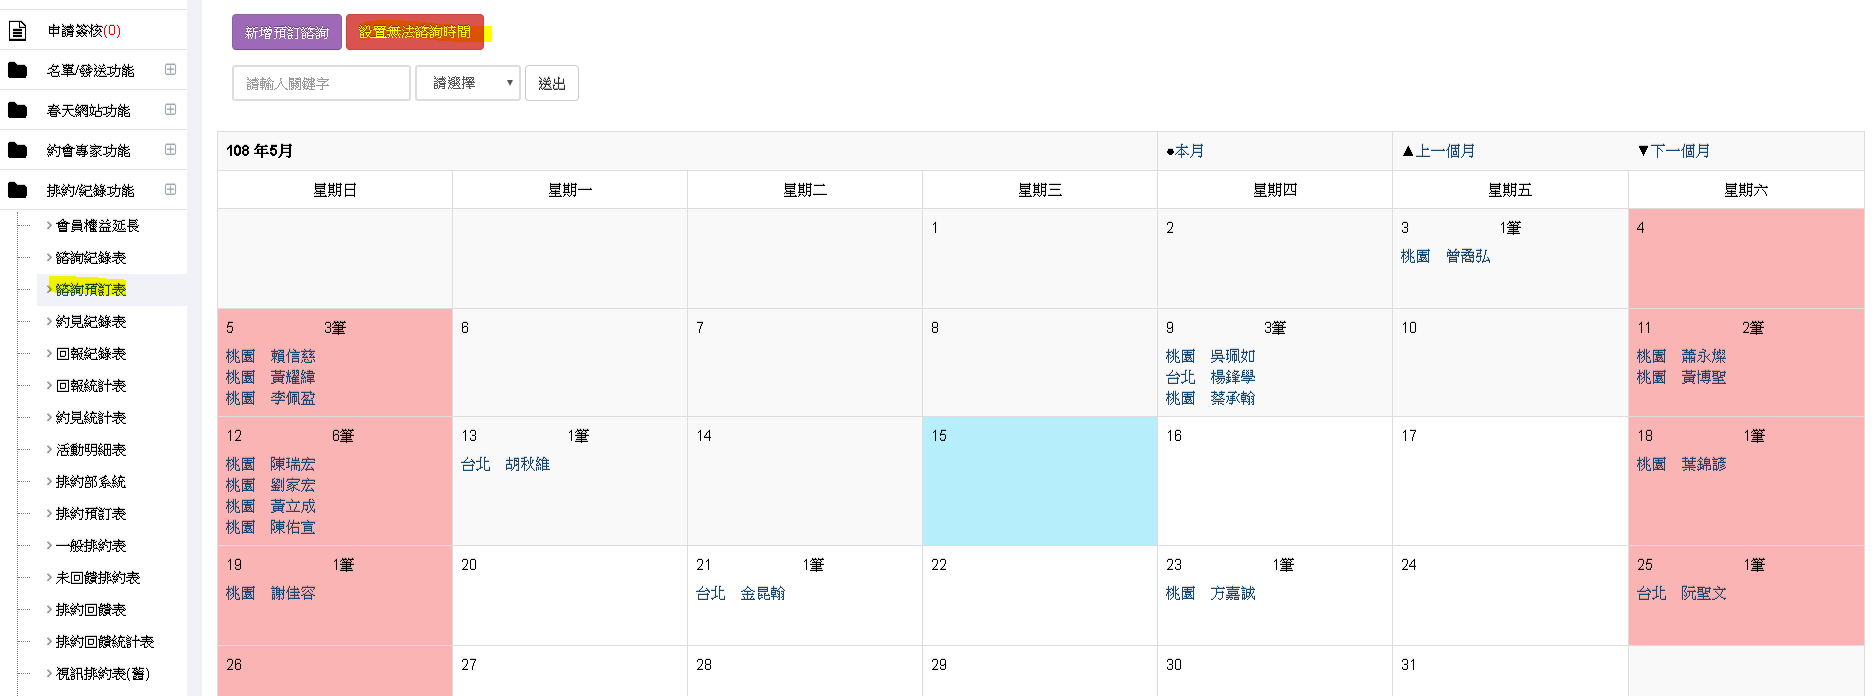 申請簽核(0)
名單/發送功能
春天網站功能
約會專家功能
排約/紀錄功能
會員權益延長
諮詢紀錄表
諮詢預訂表
約見紀錄表
回報紀錄表
回報統計表
約見統計表
活動明細表
排約部系統
排約預訂表
一般排約表
未回饋排約表
排約回饋表
排約回饋統計表
視訊排約表(舊)
新增預訂諮詢 設置無法諮詢時間
請輸入關鍵字 請選擇 送出
108 年5月 ●本月 ▲上一個月 ▼下一個月
星期日 星期一 星期二 星期三 星期四 星期五 星期六
1 2 3 1筆 4
桃園 曾喬弘
5 3筆 6 7 8 9 3筆 10 11 2筆
桃園 賴信慈 桃園 吳珮如 桃園 蕭永燦
桃園 黃耀緯 台北 楊鋒學 桃園 黃博聖
桃園 李佩盈 桃園 蔡承翰
12 6筆 13 1筆 14 15 16 17 18 1筆
桃園 陳瑞宏 台北 胡秋維 桃園 葉錦諺
桃園 劉家宏
桃園 黃立成
桃園 陳佑宣
19 1筆 20 21 1筆 22 23 1筆 24 25 1筆
桃園 謝佳容 台北 金昆翰 桃園 方嘉誠 台北 阮聖文
26 27 28 29 30 31